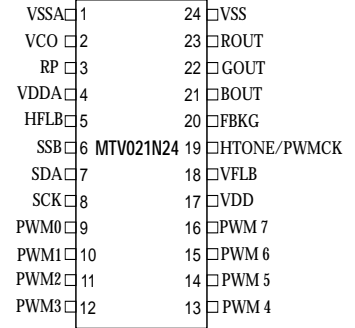 VSSA 1 24 VSS
VCO 2 23 ROUT
RP 3 22 GOUT
VDDA 4 21 BOUT
HFLB 5 20 FBKG
SSB 6 MTV021N24 19 HTONE/PWMCK
SDA 7 18 VFLB
SCK 8 17 VDD
PWM0 9 16 PWM 7
PWM1 10 15 PWM 6
PWM2 11 14 PWM 5
PWM3 12 13 PWM 4